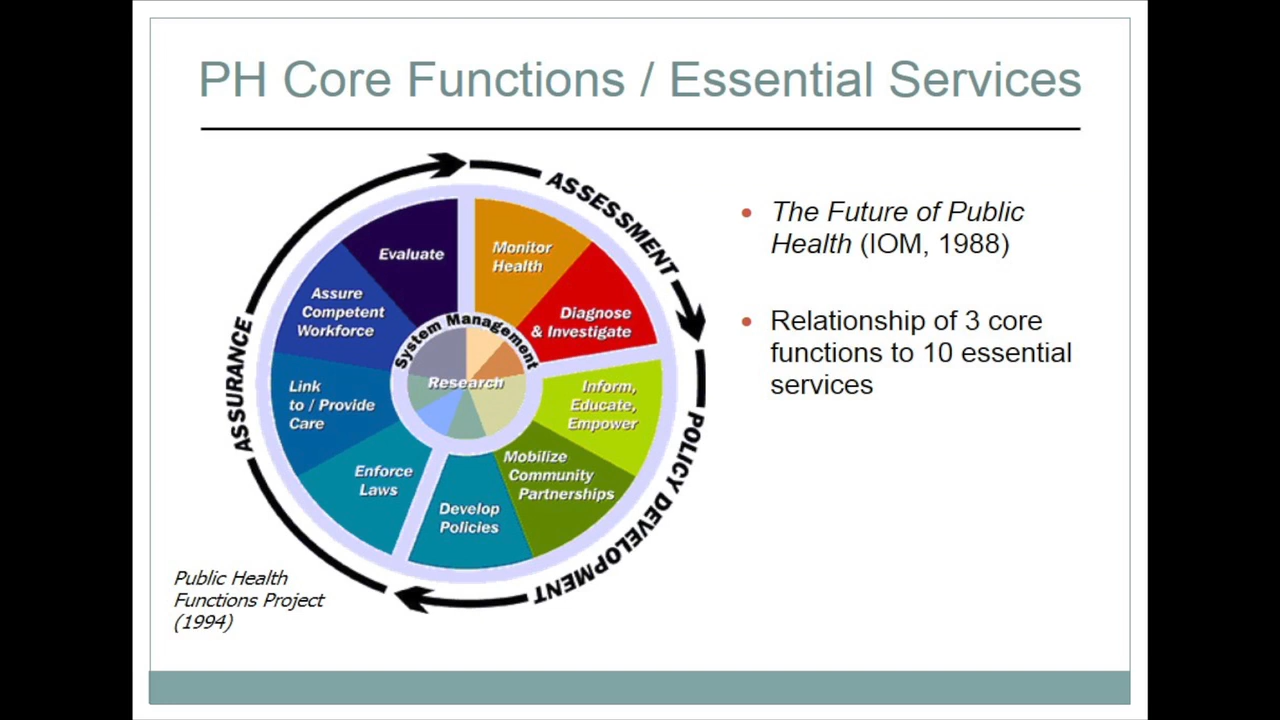 PH Core Functions / Essential Services
ASSESSMENT
POLICY DEVELOPMENT
ASSURANCE
Monitor
Health
Diagnose
& Investigate
Inform,
Educate,
Empower
Mobilize
Community
Partnerships
Develop
Policies
Enforce
Laws
Link
to / Provide
Care
Assure
Competent
Workforce
Evaluate
System Management
Research
Public Health
Functions Project
(1994)
• The Future of Public
Health (IOM, 1988)
• Relationship of 3 core
functions to 10 essential
services